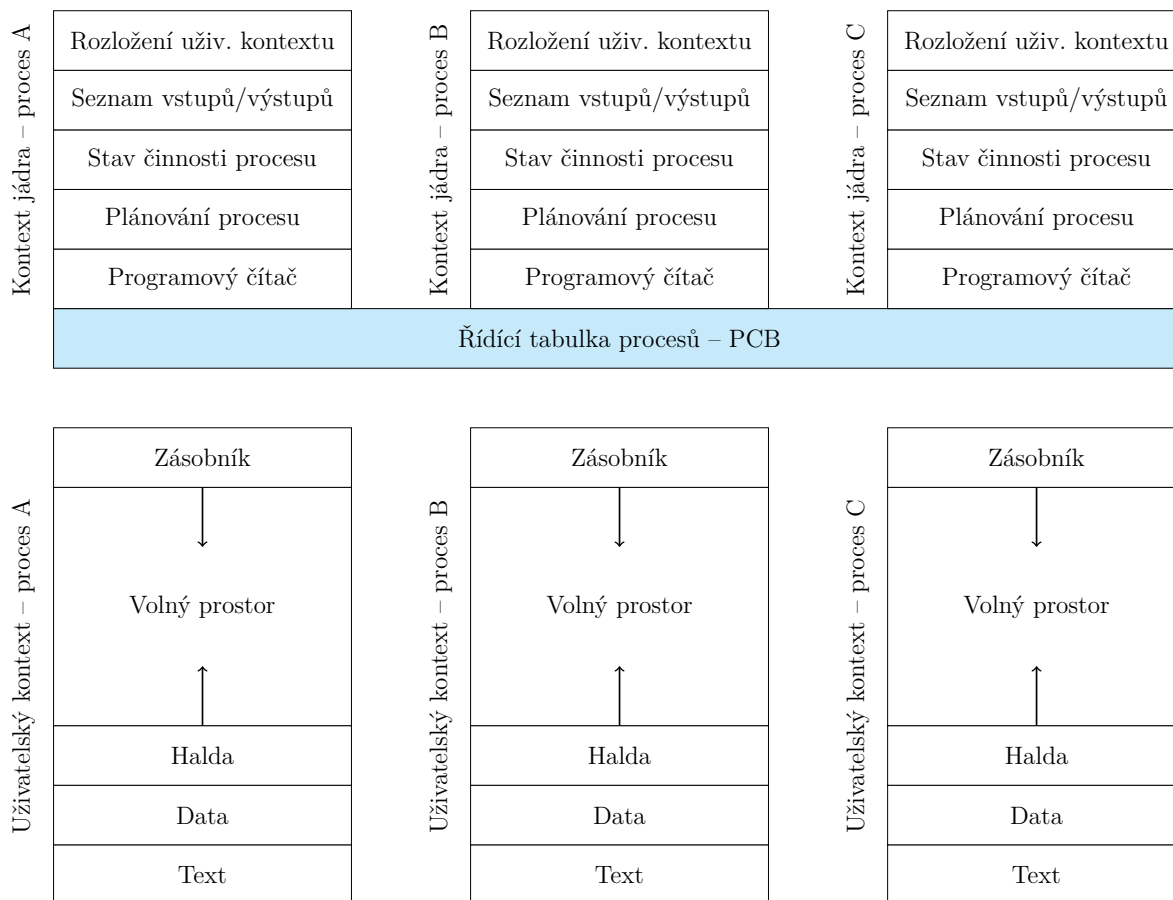 Kontext jádra – proces A
Rozložení uživ. kontextu
Seznam vstupů/výstupů
Stav činnosti procesu
Plánování procesu
Programový čítač
Kontext jádra – proces B
Rozložení uživ. kontextu
Seznam vstupů/výstupů
Stav činnosti procesu
Plánování procesu
Programový čítač
Kontext jádra – proces C
Rozložení uživ. kontextu
Seznam vstupů/výstupů
Stav činnosti procesu
Plánování procesu
Programový čítač
Řídící tabulka procesů – PCB
Uživatelský kontext – proces A
Zásobník
Volný prostor
Halda
Data
Text
Uživatelský kontext – proces B
Zásobník
Volný prostor
Halda
Data
Text
Uživatelský kontext – proces C
Zásobník
Volný prostor
Halda
Data
Text